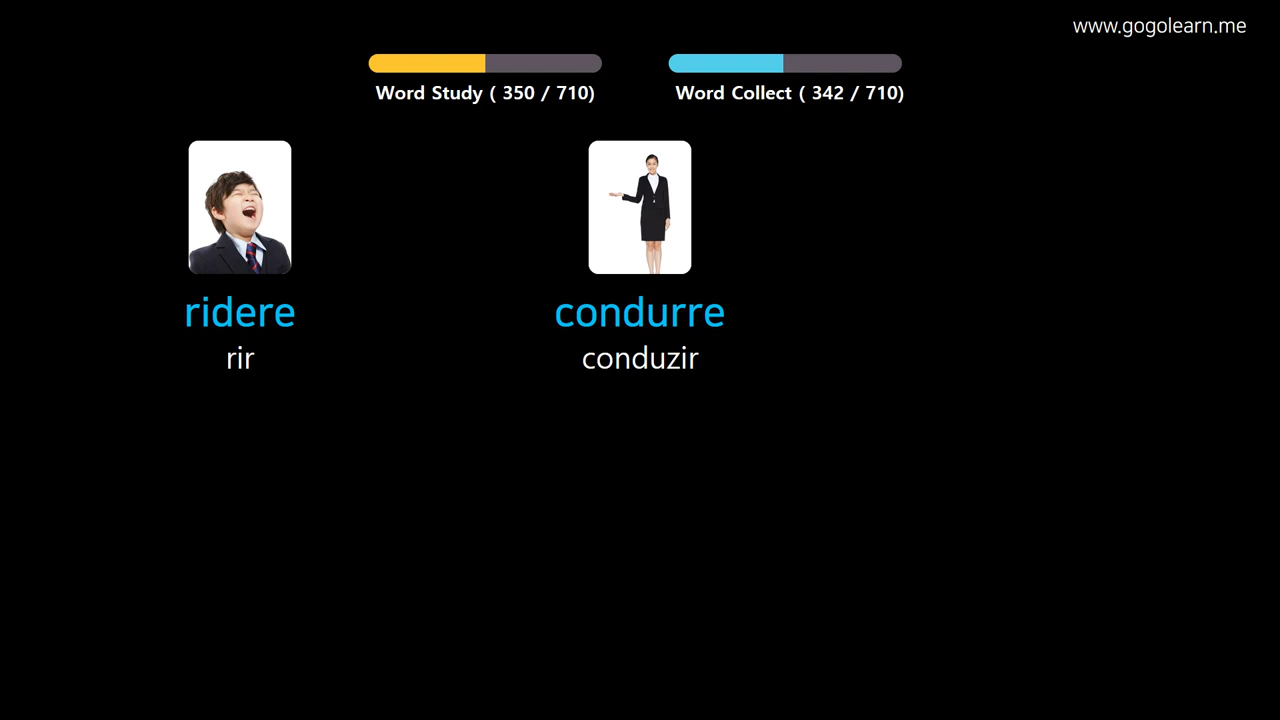 www.gogolearn.me
Word Study ( 350 / 710)
Word Collect ( 342 / 710)
ridere
rir
condurre
conduzir